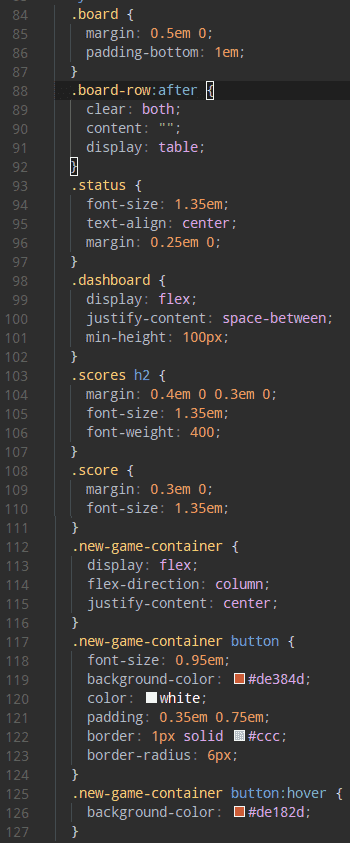 84 .board {
85 margin: 0.5em 0;
86 padding-bottom: 1em;
87 }
88 .board-row:after {
89 clear: both;
90 content: "";
91 display: table;
92 }
93 .status {
94 font-size: 1.35em;
95 text-align: center;
96 margin: 0.25em 0;
97 }
98 .dashboard {
99 display: flex;
100 justify-content: space-between;
101 min-height: 100px;
102 }
103 .scores h2 {
104 margin: 0.4em 0 0.3em 0;
105 font-size: 1.35em;
106 font-weight: 400;
107 }
108 .score {
109 margin: 0.3em 0;
110 font-size: 1.35em;
111 }
112 .new-game-container {
113 display: flex;
114 flex-direction: column;
115 justify-content: center;
116 }
117 .new-game-container button {
118 font-size: 0.95em;
119 background-color: #de384d;
120 color: white;
121 padding: 0.35em 0.75em;
122 border: 1px solid #ccc;
123 border-radius: 6px;
124 }
125 .new-game-container button:hover {
126 background-color: #de182d;
127 }